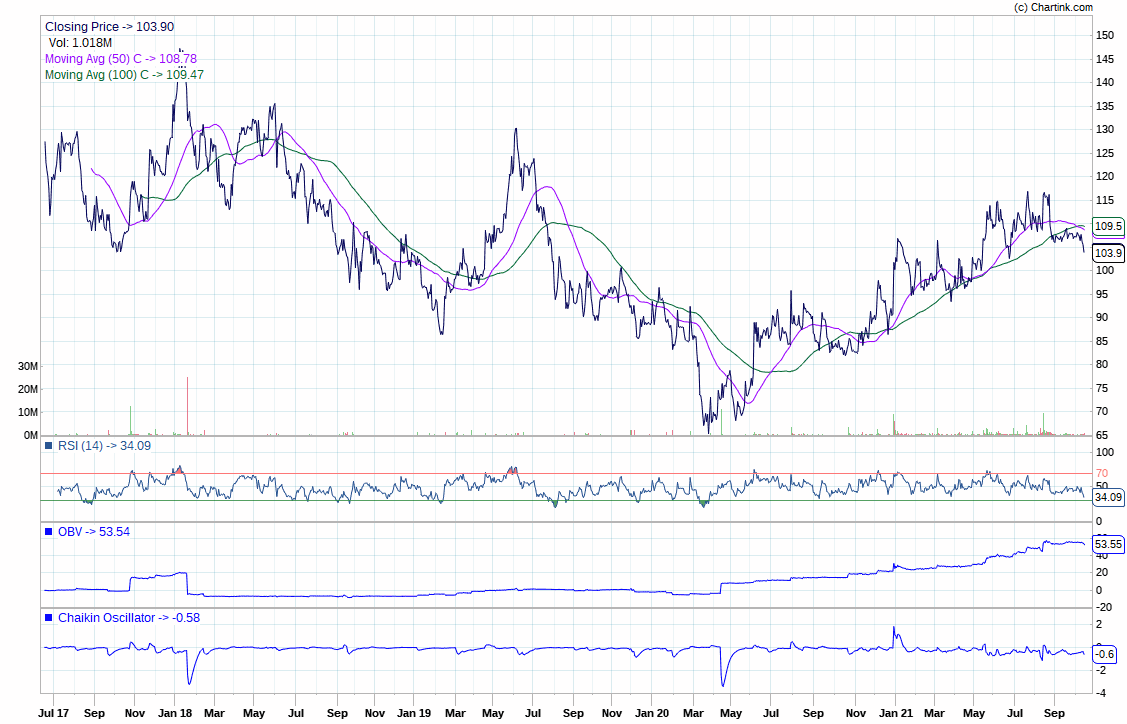 (c) Chartink.com
Closing Price -> 103.90
Vol: 1.018M
Moving Avg (50) C -> 108.78
Moving Avg (100) C -> 109.47
150
145
140
135
130
125
120
115
109.5
103.9
100
95
90
85
80
75
70
65
30M
20M
10M
0M
RSI (14) -> 34.09
100
70
50
34.09
0
OBV -> 53.54
53.55
40
20
0
-20
Chaikin Oscillator -> -0.58
2
-0.6
-2
-4
Jul 17 Sep Nov Jan 18 Mar May Jul Sep Nov Jan 19 Mar May Jul Sep Nov Jan 20 Mar May Jul Sep Nov Jan 21 Mar May Jul Sep